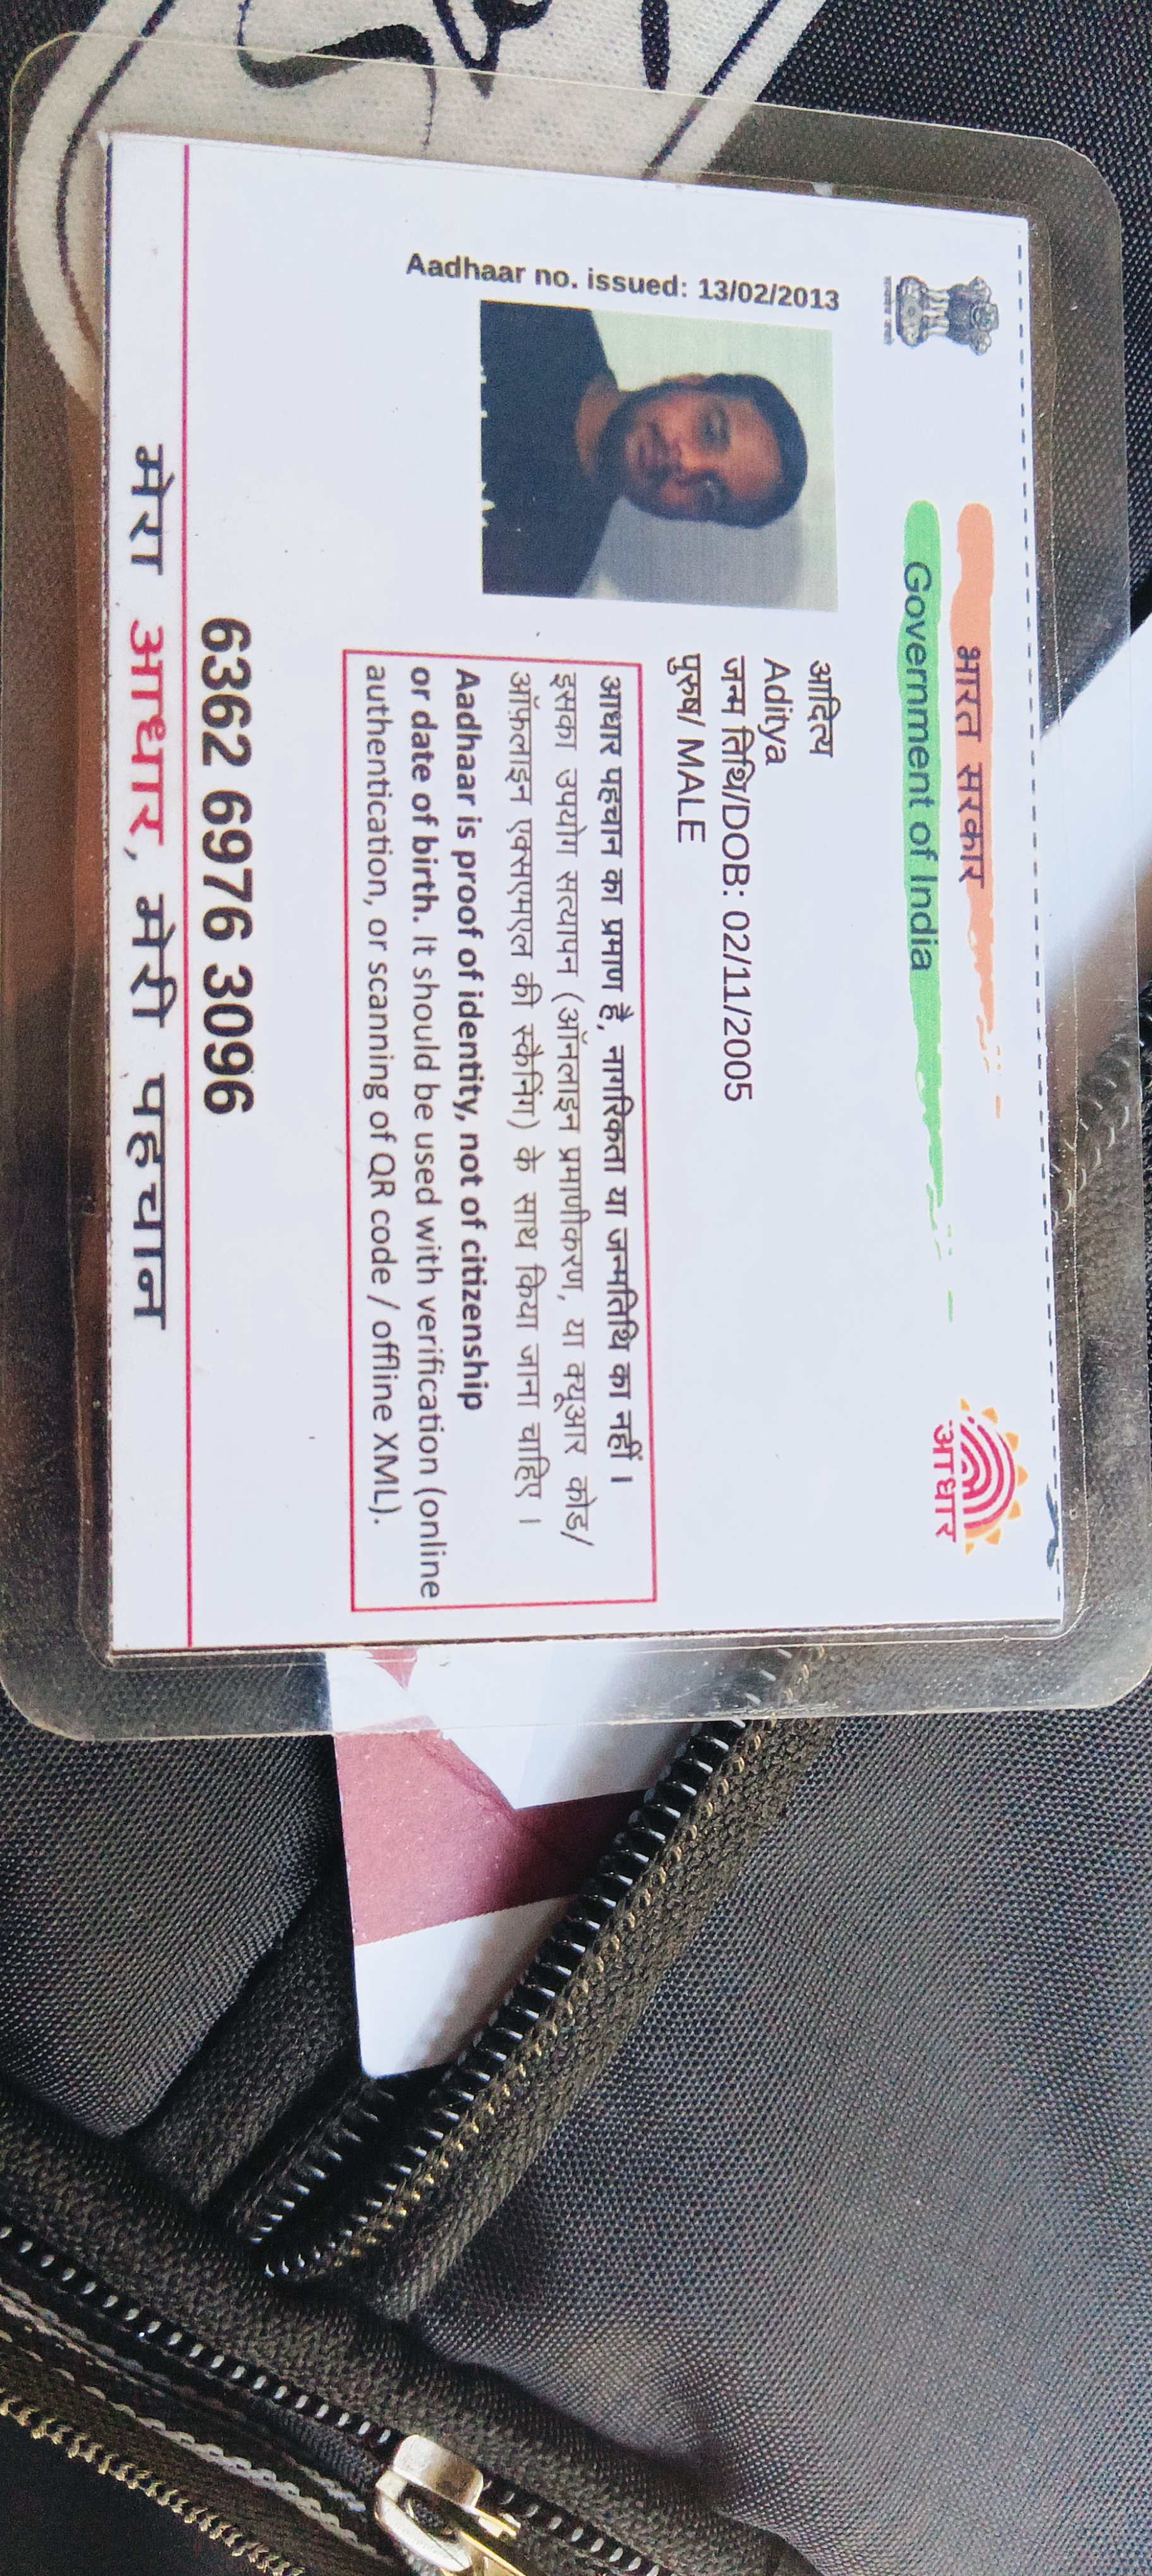 भारत सरकार
Government of India
आधार
Aadhaar no. issued: 13/02/2013
आदित्य
Aditya
जन्म तिथि/DOB: 02/11/2005
पुरुष/ MALE
आधार पहचान का प्रमाण है, नागरिकता या जन्मतिथि का नहीं ।
इसका उपयोग सत्यापन (ऑनलाइन प्रमाणीकरण, या क्यूआर कोड/
ऑफलाइन एक्सएमएल की स्कैनिंग) के साथ किया जाना चाहिए ।
Aadhaar is proof of identity, not of citizenship
or date of birth. It should be used with verification (online
authentication, or scanning of QR code / offline XML).
6362 6976 3096
मेरा आधार, मेरी पहचान